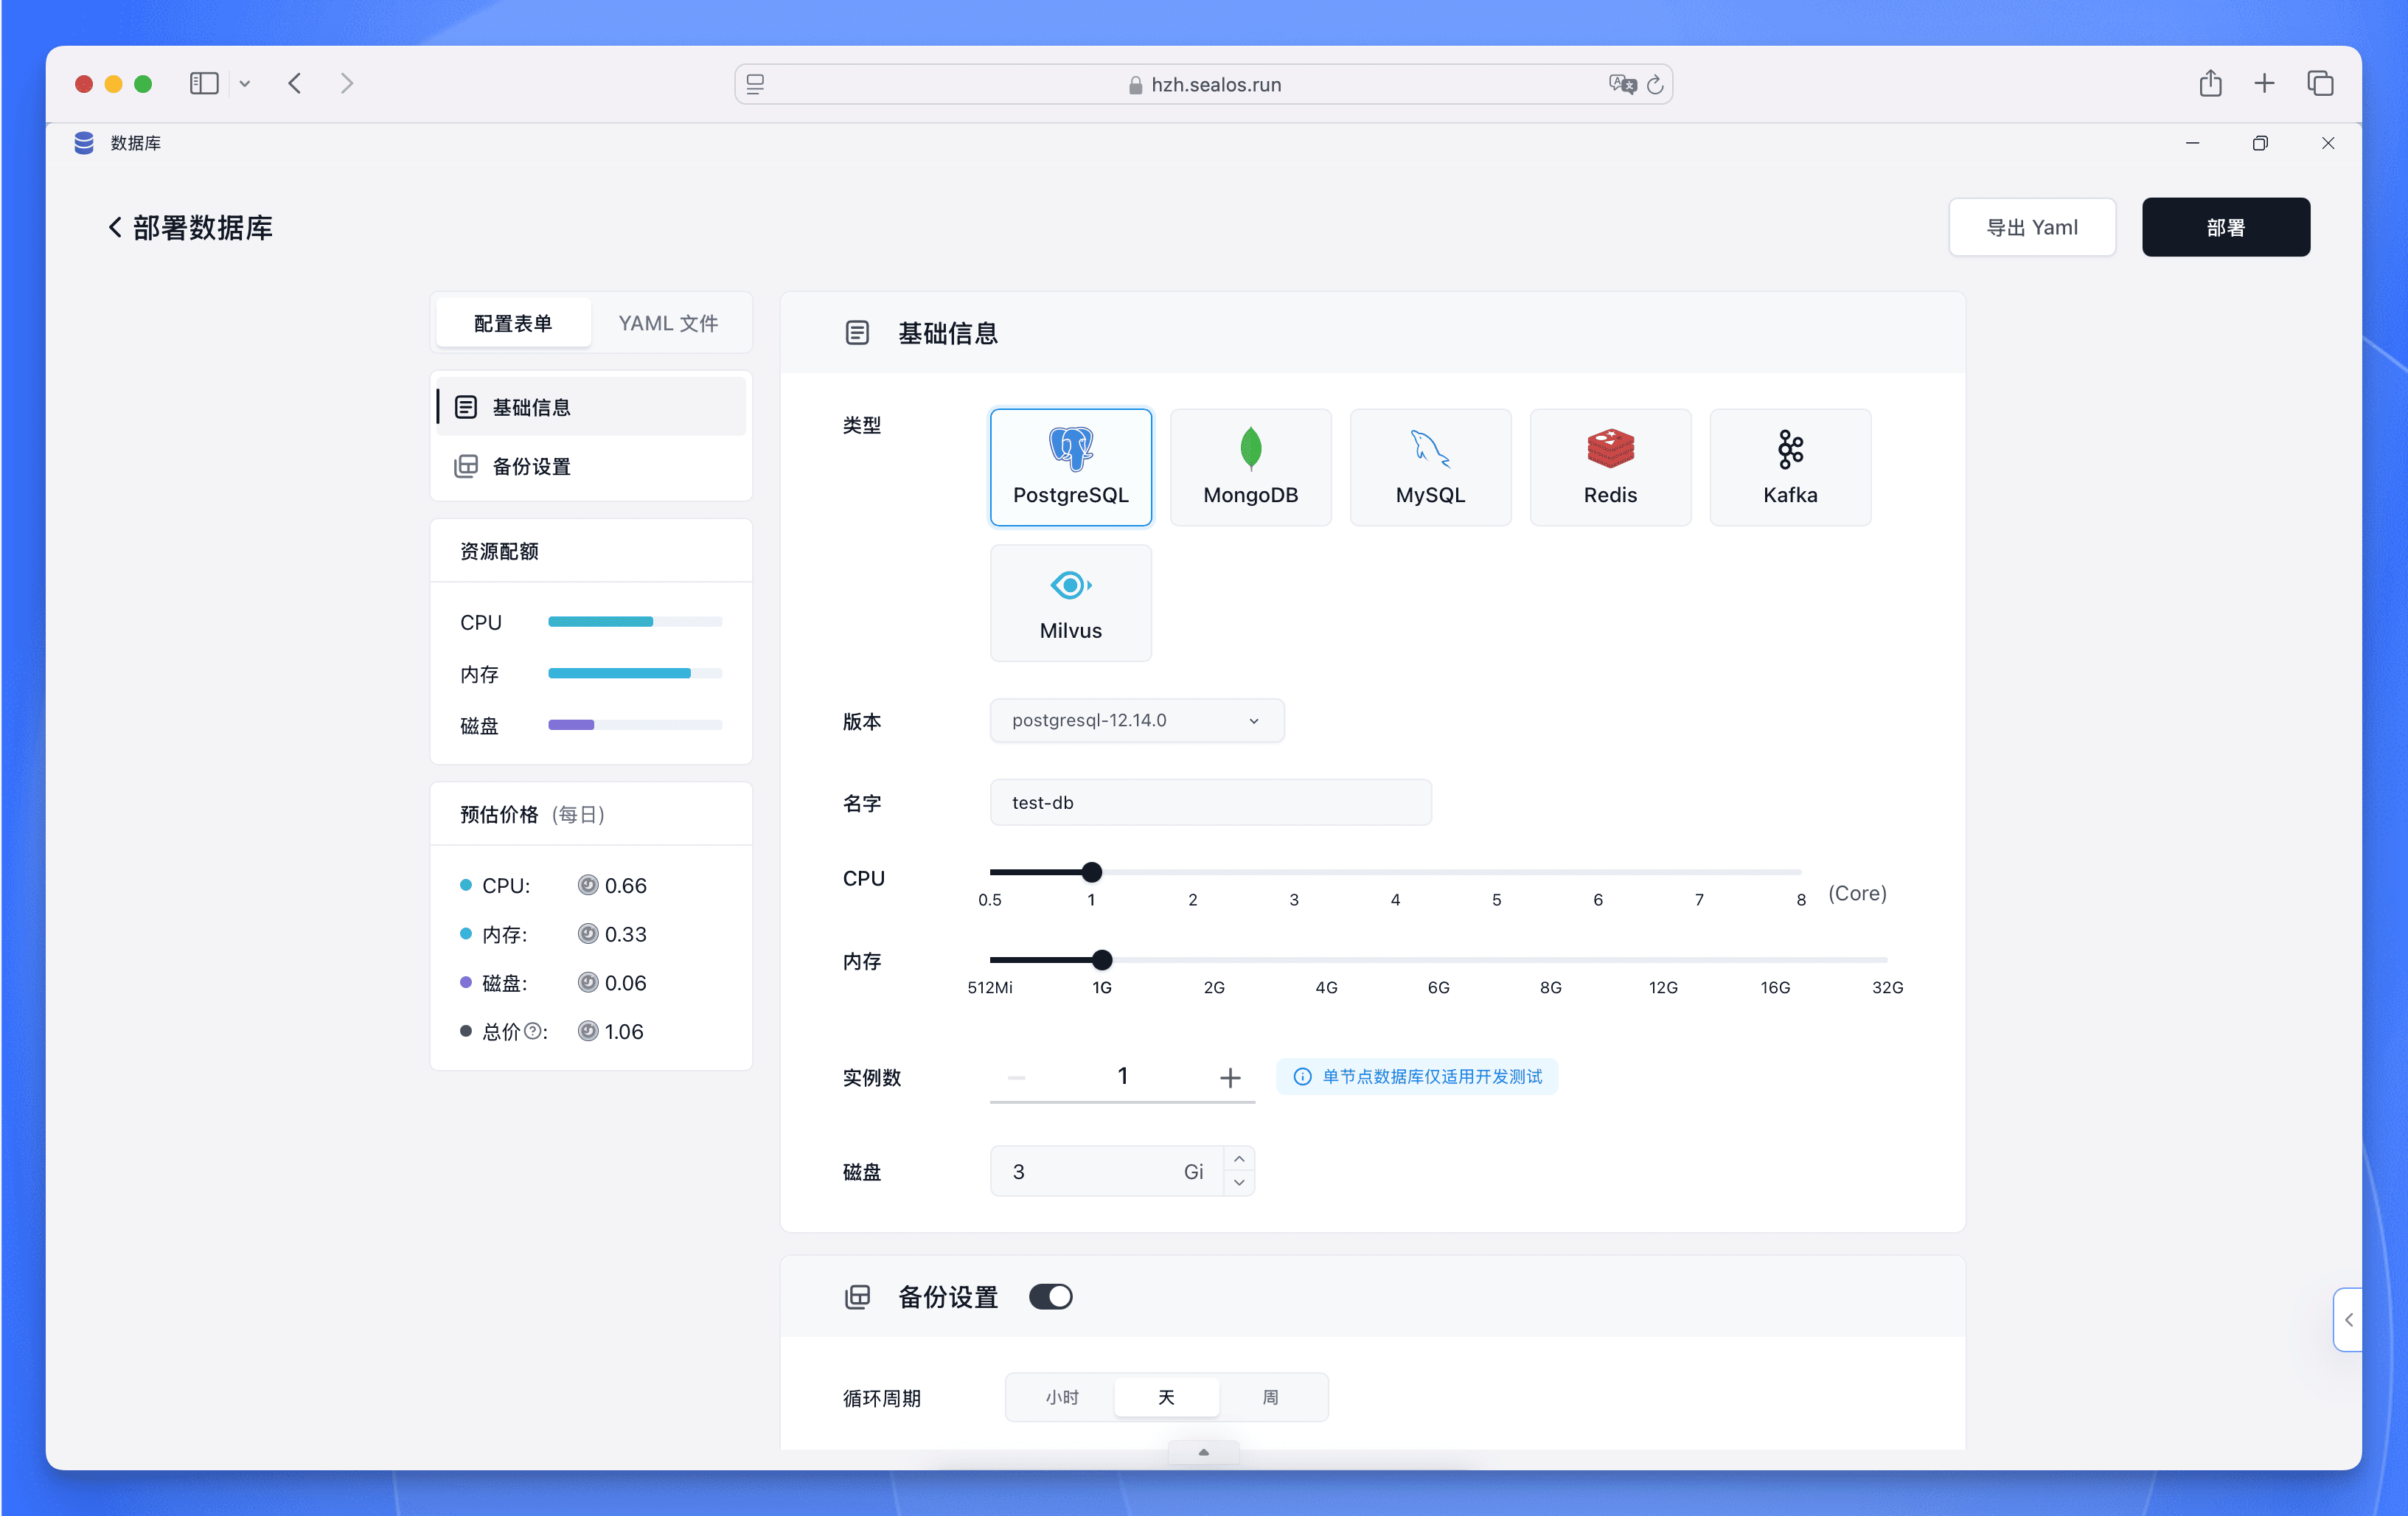 hzh.sealos.run
数据库
部署数据库
导出 Yaml
部署
配置表单
YAML 文件
基础信息
备份设置
资源配额
CPU
内存
磁盘
预估价格 (每日)
CPU: 0.66
内存: 0.33
磁盘: 0.06
总价?: 1.06
基础信息
类型
PostgreSQL
MongoDB
MySQL
Redis
Kafka
Milvus
版本
postgresql-12.14.0
名字
test-db
CPU
0.5 1 2 3 4 5 6 7 8 (Core)
内存
512Mi 1G 2G 4G 6G 8G 12G 16G 32G
实例数
1
单节点数据库仅适用开发测试
磁盘
3 Gi
备份设置
循环周期
小时 天 周